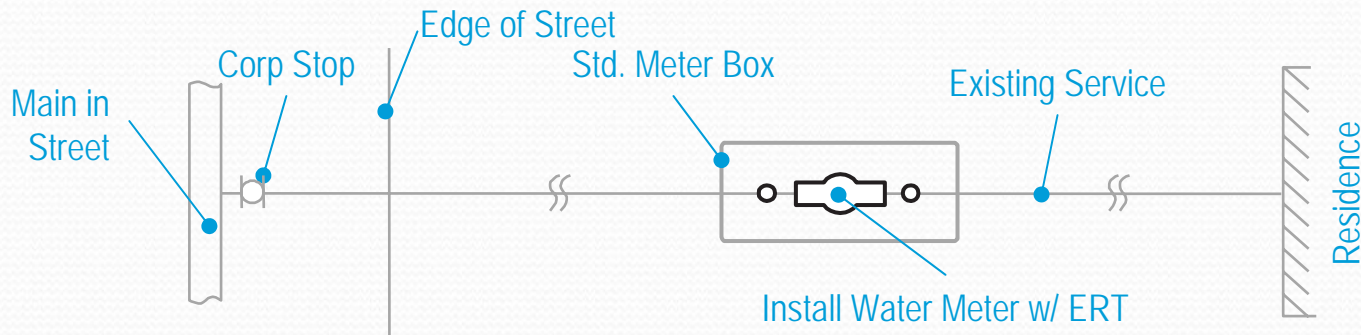 Edge of Street
Corp Stop
Std. Meter Box
Existing Service
Main in
Street
Residence
Install Water Meter w/ ERT